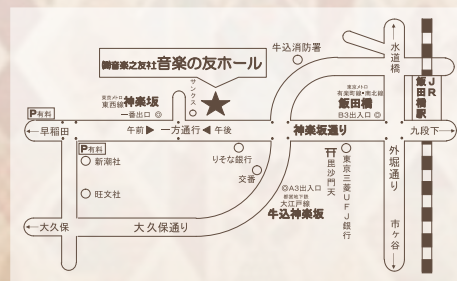 牛込消防署
水道橋
㈱音楽之友社音楽の友ホール
サンクス
東京メトロ
東西線神楽坂
一番出口◎
東京メトロ
有楽町線・南北線
飯田橋
B3出入口◎
JR
飯田橋駅
P有料
←早稲田
午前▶一方通行◀午後
神楽坂通り
九段下→
P有料
新潮社
旺文社
りそな銀行
交番
毘沙門天
東京三菱UFJ銀行
外堀通り
◎A3出入口
都営地下鉄
大江戸線
牛込神楽坂
←大久保
大久保通り
市ヶ谷